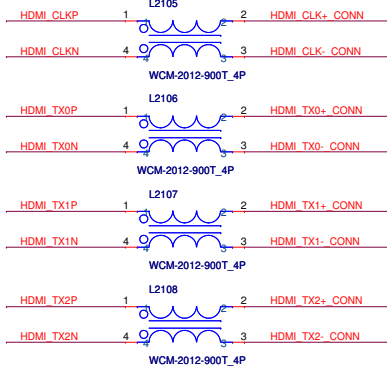 L2105
HDMI_CLKP 1 2 HDMI_CLK+_CONN
HDMI_CLKN 4 3 HDMI_CLK-_CONN
WCM-2012-900T_4P
L2106
HDMI_TX0P 1 2 HDMI_TX0+_CONN
HDMI_TX0N 4 3 HDMI_TX0-_CONN
WCM-2012-900T_4P
L2107
HDMI_TX1P 1 2 HDMI_TX1+_CONN
HDMI_TX1N 4 3 HDMI_TX1-_CONN
WCM-2012-900T_4P
L2108
HDMI_TX2P 1 2 HDMI_TX2+_CONN
HDMI_TX2N 4 3 HDMI_TX2-_CONN
WCM-2012-900T_4P